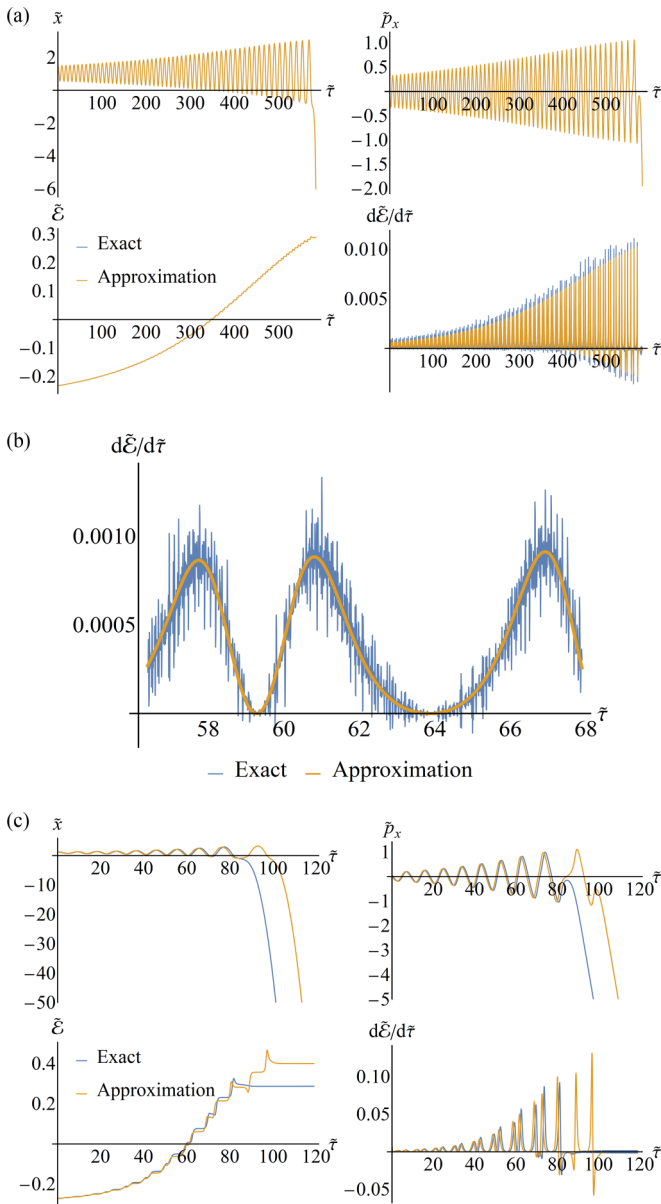 (a)
x̃
2
−2
−4
−6
100 200 300 400 500
τ̃
p̃ₓ
1.0
0.5
−0.5
−1.0
−1.5
−2.0
100 200 300 400 500
τ̃
ℰ̃
0.3
0.2
0.1
−0.1
−0.2
100 200 300 400 500
τ̃
Exact
Approximation
dℰ̃/dτ̃
0.010
0.005
100 200 300 400 500
τ̃
(b)
dℰ̃/dτ̃
0.0010
0.0005
58 60 62 64 66 68
τ̃
Exact Approximation
(c)
x̃
−10
−20
−30
−40
−50
20 40 60 80 100 120
τ̃
p̃ₓ
1
−1
−2
−3
−4
−5
20 40 60 80 100 120
τ̃
ℰ̃
0.4
0.2
−0.2
20 40 60 80 100 120
τ̃
Exact
Approximation
dℰ̃/dτ̃
0.10
0.05
−0.05
20 40 60 80 100 120
τ̃